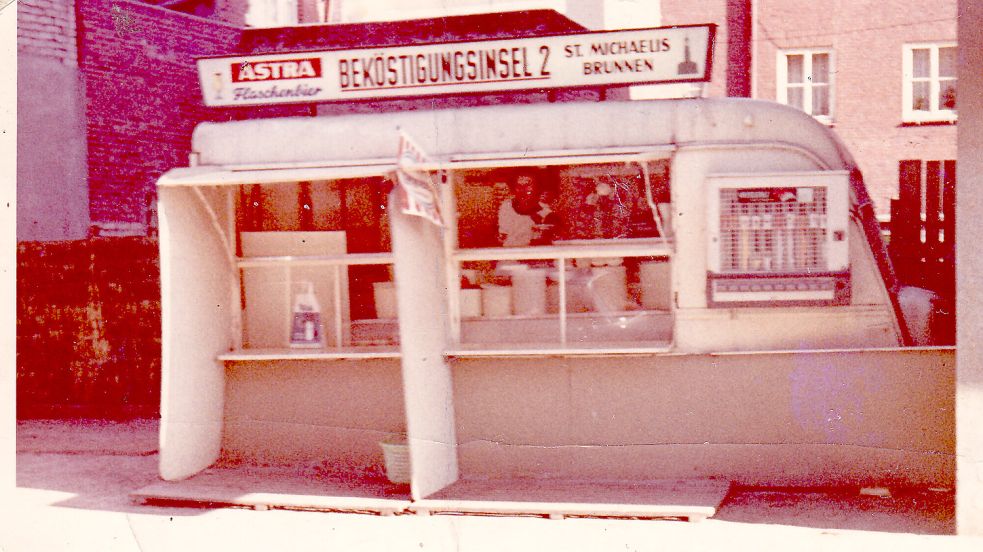 ASTRA
Flaschenbier
BEKÖSTIGUNGSINSEL 2
ST. MICHAELIS
BRUNNEN